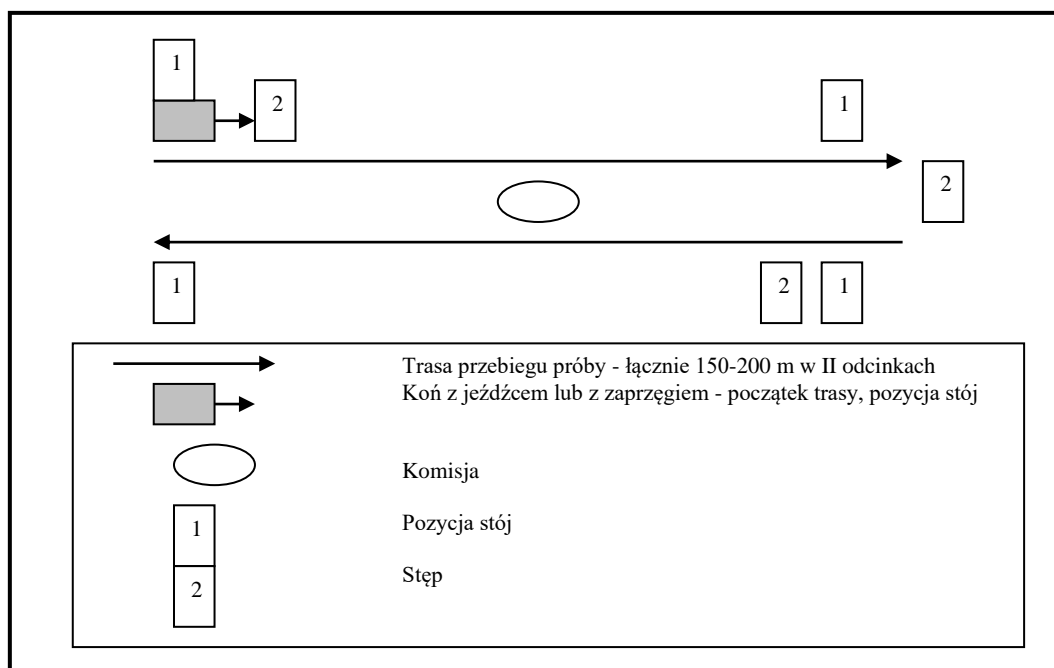 1
2
1
2
1
2
1
Trasa przebiegu próby - łącznie 150-200 m w II odcinkach
Koń z jeźdźcem lub z zaprzęgiem - początek trasy, pozycja stój
Komisja
1
Pozycja stój
2
Stęp